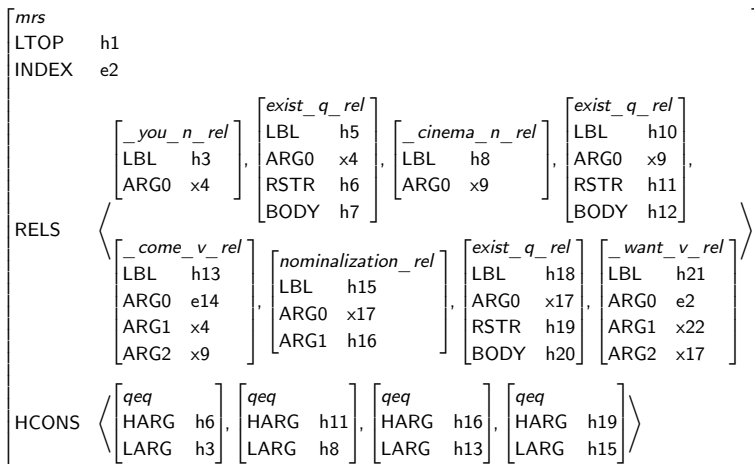 mrs
LTOP h1
INDEX e2
RELS
_you_n_rel
LBL h3
ARG0 x4
,
exist_q_rel
LBL h5
ARG0 x4
RSTR h6
BODY h7
,
_cinema_n_rel
LBL h8
ARG0 x9
,
exist_q_rel
LBL h10
ARG0 x9
RSTR h11
BODY h12
,
_come_v_rel
LBL h13
ARG0 e14
ARG1 x4
ARG2 x9
,
nominalization_rel
LBL h15
ARG0 x17
ARG1 h16
,
exist_q_rel
LBL h18
ARG0 x17
RSTR h19
BODY h20
,
_want_v_rel
LBL h21
ARG0 e2
ARG1 x22
ARG2 x17
HCONS
qeq
HARG h6
LARG h3
,
qeq
HARG h11
LARG h8
,
qeq
HARG h16
LARG h13
,
qeq
HARG h19
LARG h15